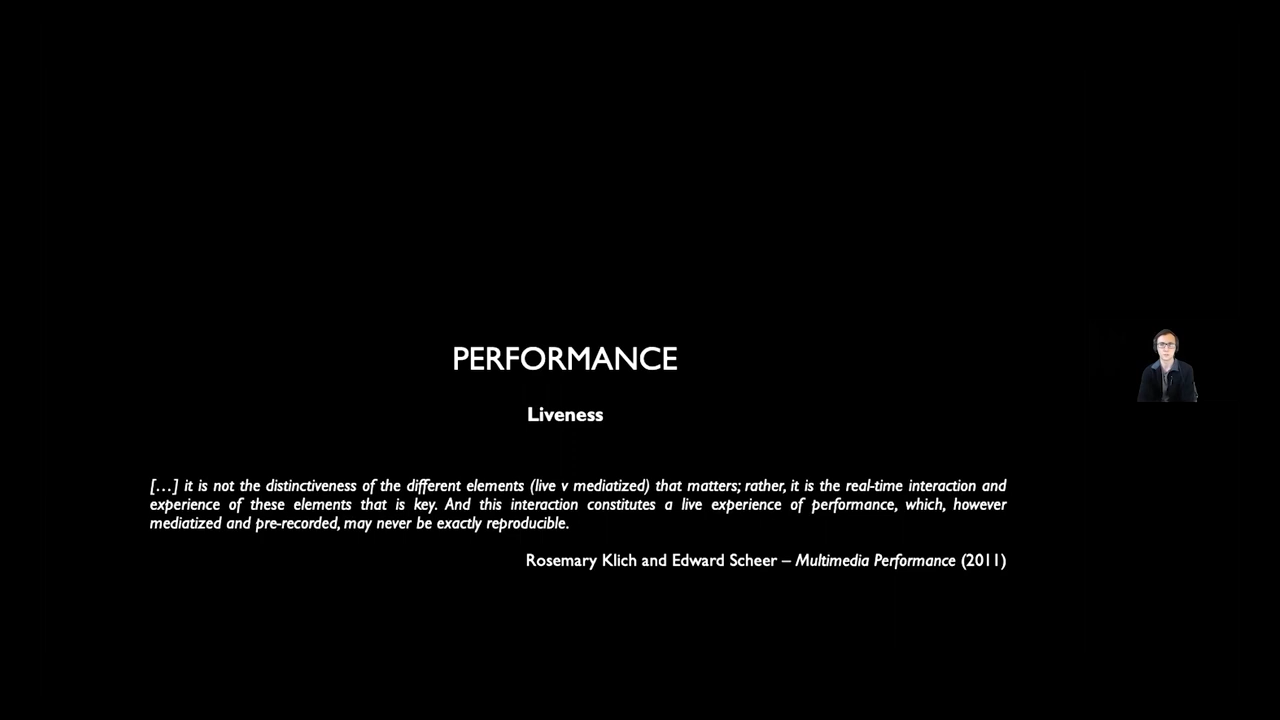 PERFORMANCE
Liveness
[…] it is not the distinctiveness of the different elements (live v mediatized) that matters; rather, it is the real-time interaction and
experience of these elements that is key. And this interaction constitutes a live experience of performance, which, however
mediatized and pre-recorded, may never be exactly reproducible.
Rosemary Klich and Edward Scheer – Multimedia Performance (2011)